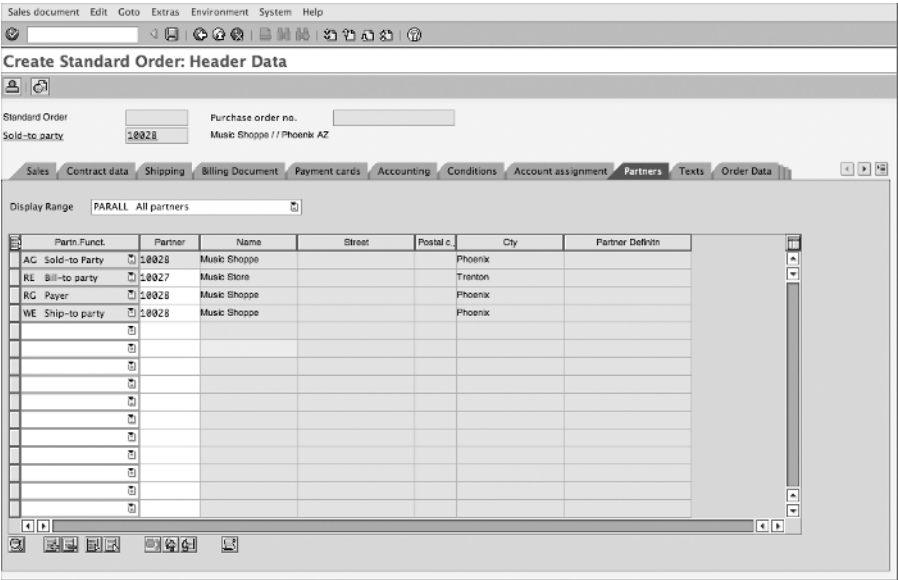 Sales document Edit Goto Extras Environment System Help
Create Standard Order: Header Data
Standard Order
Purchase order no.
Sold-to party 10028 Music Shoppe / / Phoenix AZ
Sales Contract data Shipping Billing Document Payment cards Accounting Conditions Account assignment Partners Texts Order Data
Display Range PARALL All partners
Partn.Funct. Partner Name Street Postal c_ Cty Partner Definitn
AG Sold-to Party 10028 Music Shoppe Phoenix
RE Bill-to party 10027 Music Store Trenton
RG Payer 10028 Music Shoppe Phoenix
WE Ship-to party 10028 Music Shoppe Phoenix